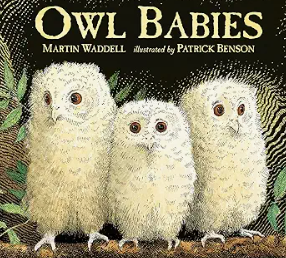 OWL BABIES
MARTIN WADDELL illustrated by PATRICK BENSON